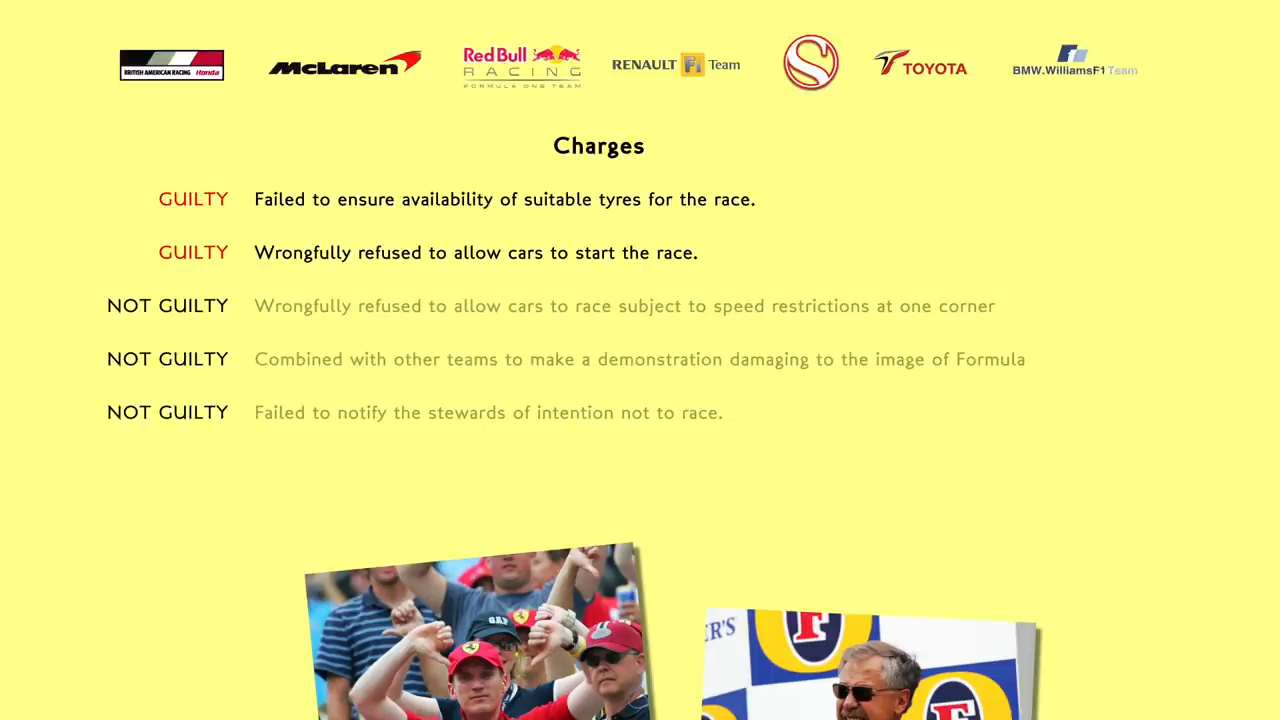 BRITISH AMERICAN RACING Honda
McLaren
Red Bull
RACING
FORMULA ONE TEAM
RENAULT F1 Team
S
TOYOTA
BMW.WilliamsF1 Team
Charges
GUILTY Failed to ensure availability of suitable tyres for the race.
GUILTY Wrongfully refused to allow cars to start the race.
NOT GUILTY Wrongfully refused to allow cars to race subject to speed restrictions at one corner
NOT GUILTY Combined with other teams to make a demonstration damaging to the image of Formula
NOT GUILTY Failed to notify the stewards of intention not to race.
GAP
ER'S
F
F